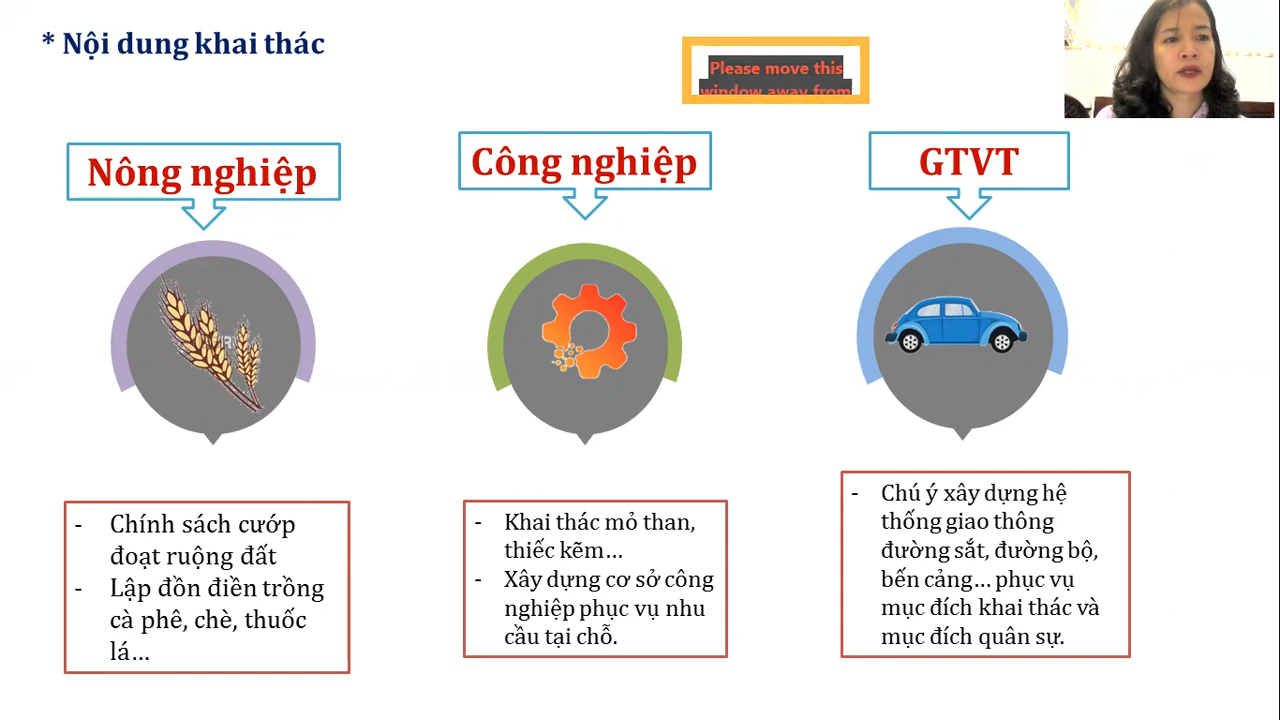 * Nội dung khai thác
Please move this
window away from
Nông nghiệp
Công nghiệp
GTVT
- Chính sách cướp
đoạt ruộng đất
- Lập đồn điền trồng
cà phê, chè, thuốc
lá...
- Khai thác mỏ than,
thiếc kẽm...
- Xây dựng cơ sở công
nghiệp phục vụ nhu
cầu tại chỗ.
- Chú ý xây dựng hệ
thống giao thông
đường sắt, đường bộ,
bến cảng... phục vụ
mục đích khai thác và
mục đích quân sự.